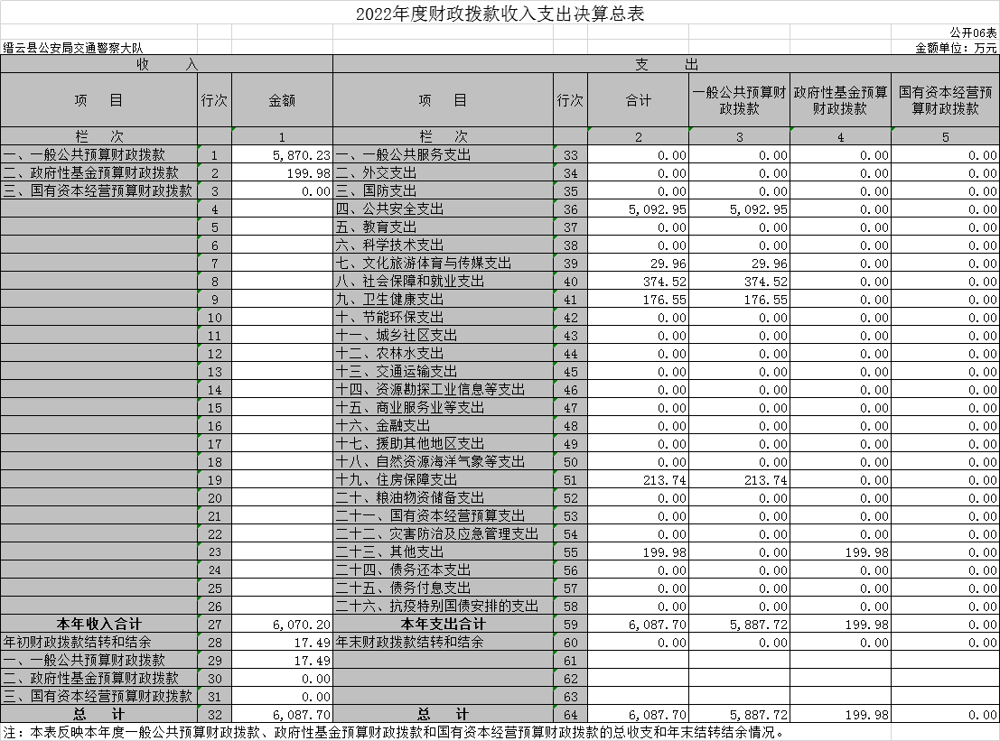 2022年度财政拨款收入支出决算总表
公开06表
缙云县公安局交通警察大队 金额单位：万元
收 入 支 出
项 目 行次 金额 项 目 行次 合计 一般公共预算财政拨款 政府性基金预算财政拨款 国有资本经营预算财政拨款
栏 次 1 栏 次 2 3 4 5
一、一般公共预算财政拨款 1 5,870.23 一、一般公共服务支出 33 0.00 0.00 0.00 0.00
二、政府性基金预算财政拨款 2 199.98 二、外交支出 34 0.00 0.00 0.00 0.00
三、国有资本经营预算财政拨款 3 0.00 三、国防支出 35 0.00 0.00 0.00 0.00
4 四、公共安全支出 36 5,092.95 5,092.95 0.00 0.00
5 五、教育支出 37 0.00 0.00 0.00 0.00
6 六、科学技术支出 38 0.00 0.00 0.00 0.00
7 七、文化旅游体育与传媒支出 39 29.96 29.96 0.00 0.00
8 八、社会保障和就业支出 40 374.52 374.52 0.00 0.00
9 九、卫生健康支出 41 176.55 176.55 0.00 0.00
10 十、节能环保支出 42 0.00 0.00 0.00 0.00
11 十一、城乡社区支出 43 0.00 0.00 0.00 0.00
12 十二、农林水支出 44 0.00 0.00 0.00 0.00
13 十三、交通运输支出 45 0.00 0.00 0.00 0.00
14 十四、资源勘探工业信息等支出 46 0.00 0.00 0.00 0.00
15 十五、商业服务业等支出 47 0.00 0.00 0.00 0.00
16 十六、金融支出 48 0.00 0.00 0.00 0.00
17 十七、援助其他地区支出 49 0.00 0.00 0.00 0.00
18 十八、自然资源海洋气象等支出 50 0.00 0.00 0.00 0.00
19 十九、住房保障支出 51 213.74 213.74 0.00 0.00
20 二十、粮油物资储备支出 52 0.00 0.00 0.00 0.00
21 二十一、国有资本经营预算支出 53 0.00 0.00 0.00 0.00
22 二十二、灾害防治及应急管理支出 54 0.00 0.00 0.00 0.00
23 二十三、其他支出 55 199.98 0.00 199.98 0.00
24 二十四、债务还本支出 56 0.00 0.00 0.00 0.00
25 二十五、债务付息支出 57 0.00 0.00 0.00 0.00
26 二十六、抗疫特别国债安排的支出 58 0.00 0.00 0.00 0.00
本年收入合计 27 6,070.20 本年支出合计 59 6,087.70 5,887.72 199.98 0.00
年初财政拨款结转和结余 28 17.49 年末财政拨款结转和结余 60 0.00 0.00 0.00 0.00
一、一般公共预算财政拨款 29 17.49 61
二、政府性基金预算财政拨款 30 0.00 62
三、国有资本经营预算财政拨款 31 0.00 63
总 计 32 6,087.70 总 计 64 6,087.70 5,887.72 199.98 0.00
注：本表反映本年度一般公共预算财政拨款、政府性基金预算财政拨款和国有资本经营预算财政拨款的总收支和年末结转结余情况。